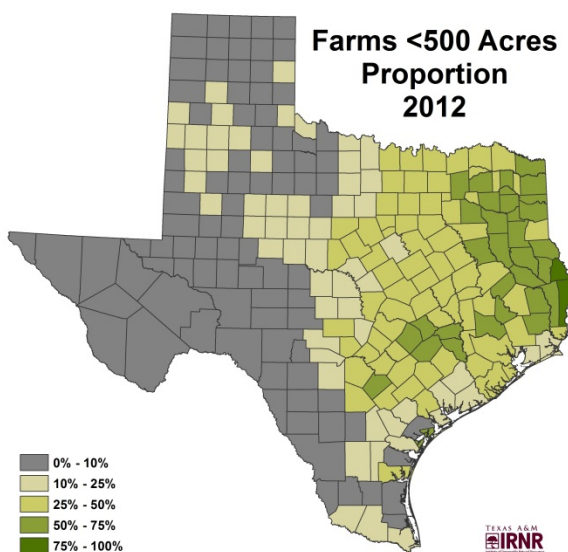 Farms <500 Acres
Proportion
2012
0% - 10%
10% - 25%
25% - 50%
50% - 75%
75% - 100%
TEXAS A&M
IRNR